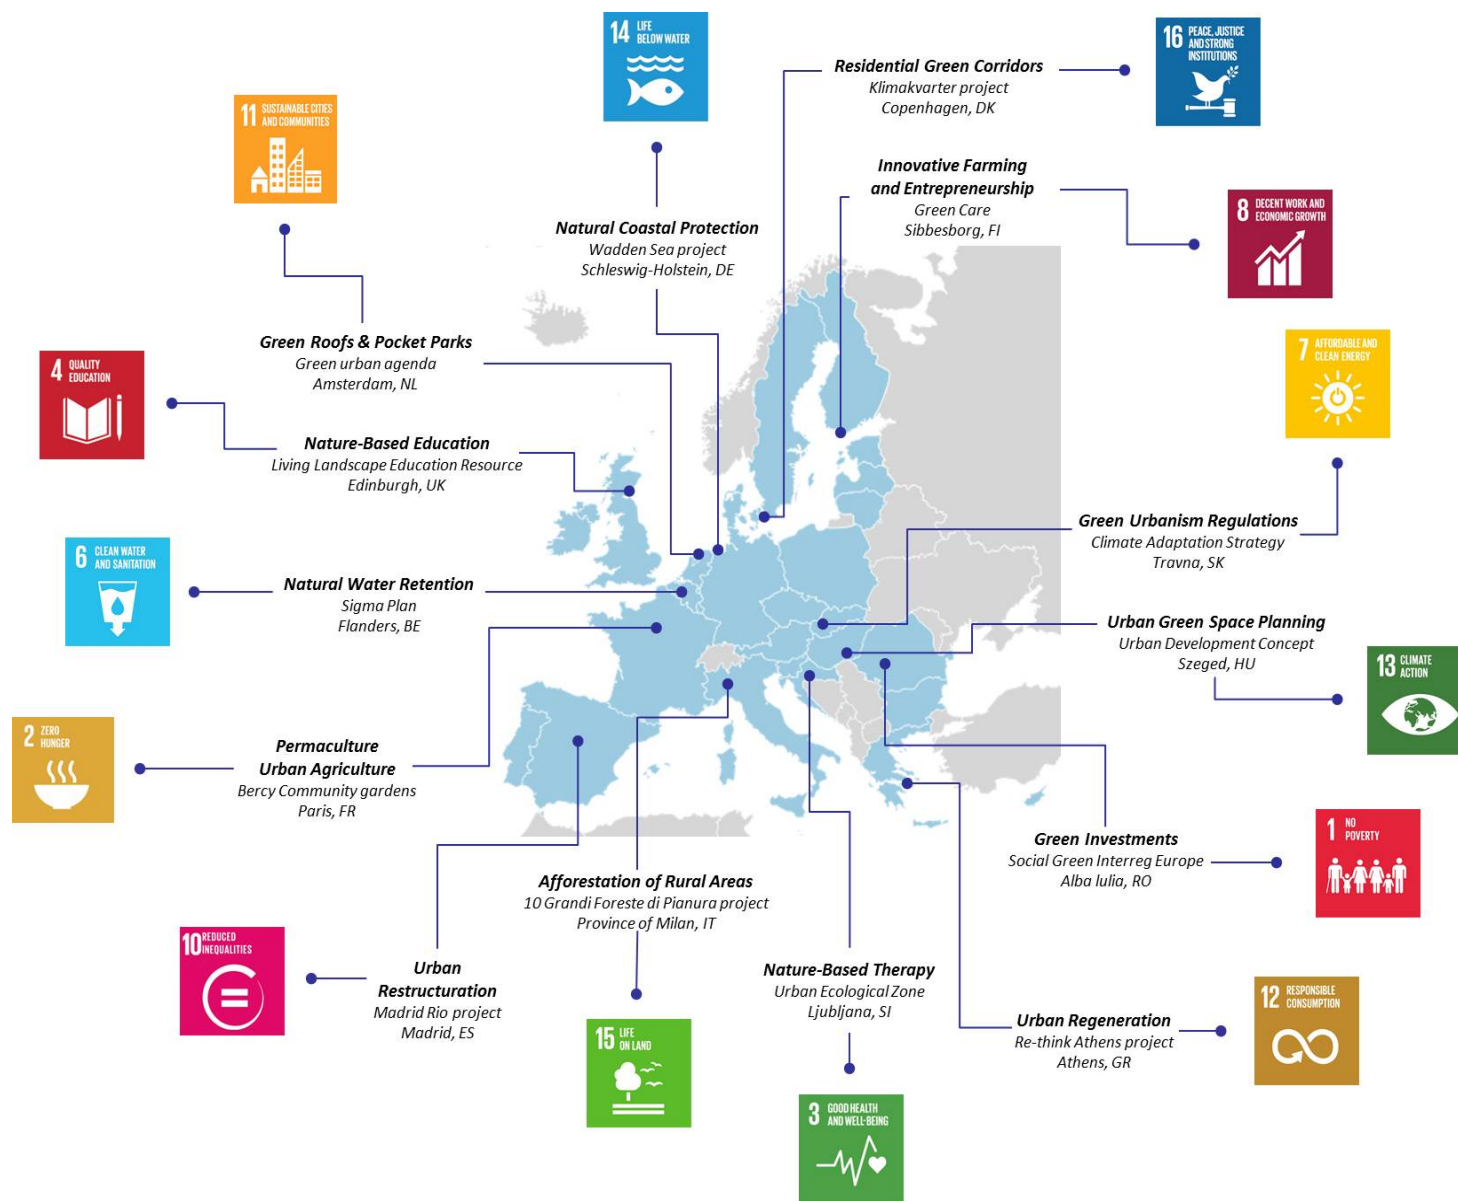 14 LIFE
BELOW WATER
Residential Green Corridors
Klimakvarter project
Copenhagen, DK
16 PEACE, JUSTICE
AND STRONG
INSTITUTIONS
11 SUSTAINABLE CITIES
AND COMMUNITIES
Innovative Farming
and Entrepreneurship
Green Care
Sibbesborg, FI
8 DECENT WORK AND
ECONOMIC GROWTH
Natural Coastal Protection
Wadden Sea project
Schleswig-Holstein, DE
Green Roofs & Pocket Parks
Green urban agenda
Amsterdam, NL
7 AFFORDABLE AND
CLEAN ENERGY
4 QUALITY
EDUCATION
Nature-Based Education
Living Landscape Education Resource
Edinburgh, UK
Green Urbanism Regulations
Climate Adaptation Strategy
Travna, SK
6 CLEAN WATER
AND SANITATION
Natural Water Retention
Sigma Plan
Flanders, BE
Urban Green Space Planning
Urban Development Concept
Szeged, HU
13 CLIMATE
ACTION
2 ZERO
HUNGER
Permaculture
Urban Agriculture
Bercy Community gardens
Paris, FR
Green Investments
Social Green Interreg Europe
Alba lulia, RO
1 NO
POVERTY
Afforestation of Rural Areas
10 Grandi Foreste di Pianura project
Province of Milan, IT
10 REDUCED
INEQUALITIES
Urban
Restructuration
Madrid Rio project
Madrid, ES
Nature-Based Therapy
Urban Ecological Zone
Ljubljana, SI
Urban Regeneration
Re-think Athens project
Athens, GR
12 RESPONSIBLE
CONSUMPTION
15 LIFE
ON LAND
3 GOOD HEALTH
AND WELL-BEING